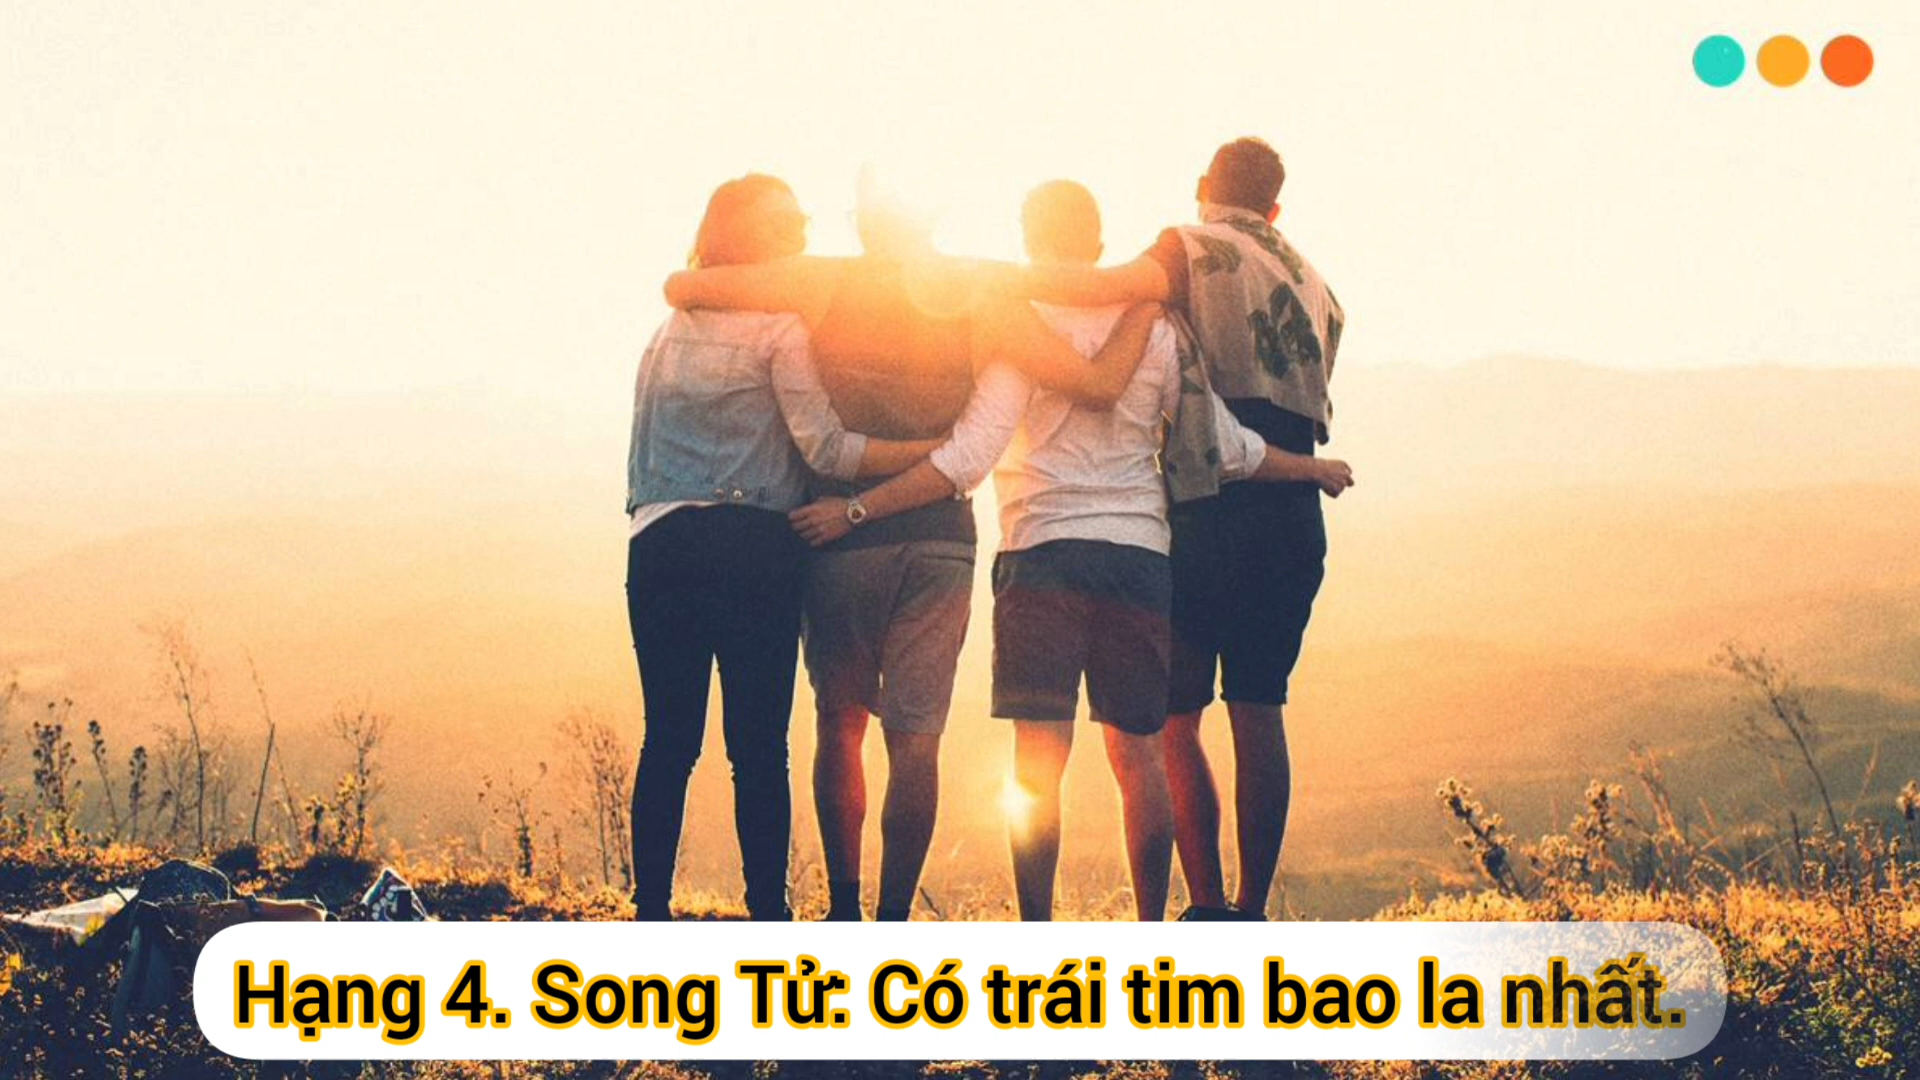 Hạng 4. Song Tử: Có trái tim bao la nhất.